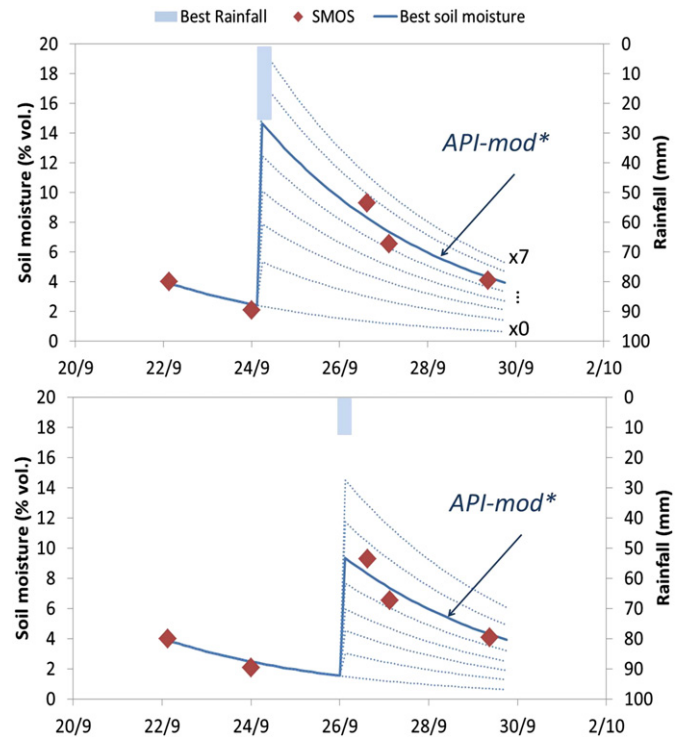 Best Rainfall SMOS Best soil moisture
20 0
18 10
16 20
14 30
12 40
10 50
8 60
6 70
4 80
2 90
0 100
Soil moisture (% vol.)
Rainfall (mm)
API-mod*
x7
...
x0
20/9 22/9 24/9 26/9 28/9 30/9 2/10
20 0
18 10
16 20
14 30
12 40
10 50
8 60
6 70
4 80
2 90
0 100
Soil moisture (% vol.)
Rainfall (mm)
API-mod*
20/9 22/9 24/9 26/9 28/9 30/9 2/10